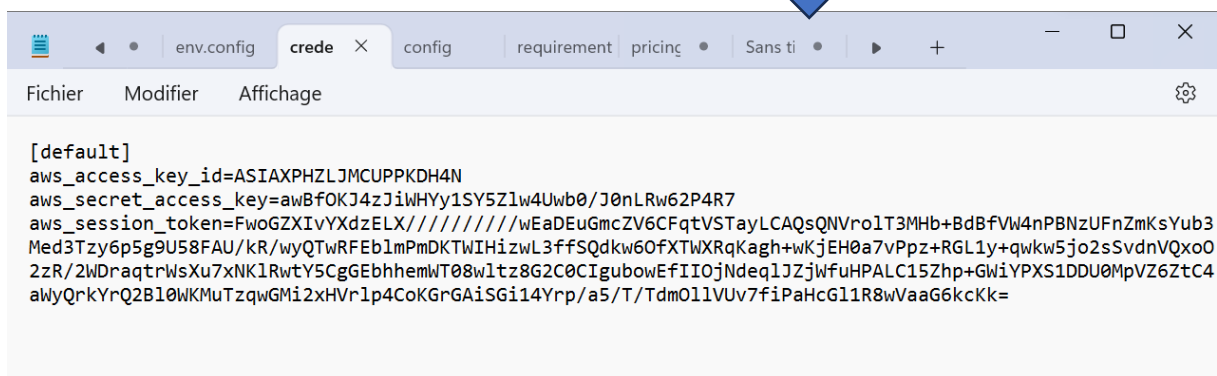 env.config crede config requirement pricing Sans ti
Fichier Modifier Affichage
[default]
aws_access_key_id=ASIAXPHZLJMCUPPKDH4N
aws_secret_access_key=awBfOKJ4zJiWHYy1SY5Zlw4Uwb0/J0nLRw62P4R7
aws_session_token=FwoGZXIvYXdzELX//////////wEaDEuGmcZV6CFqtVSTayLCAQsQNVrolT3MHb+BdBfVW4nPBNzUFnZmKsYub3
Med3Tzy6p5g9U58FAU/kR/wyQTwRFEblmPmDKTWIHizwL3ffSQdkw6OfXTWXRqKagh+wKjEH0a7vPpz+RGL1y+qwkw5jo2sSvdnVQxoO
2zR/2WDraqtrWsXu7xNKlRwtY5CgGEbhhemWT08wltz8G2C0CIgubowEfIIOjNdeqlJZjWfuHPALC15Zhp+GWiYPXS1DDU0MpVZ6ZtC4
aWyQrkYrQ2Bl0WKMuTzqwGMi2xHVrlp4CoKGrGAiSGi14Yrp/a5/T/TdmOllVUv7fiPaHcGl1R8wVaaG6kcKk=